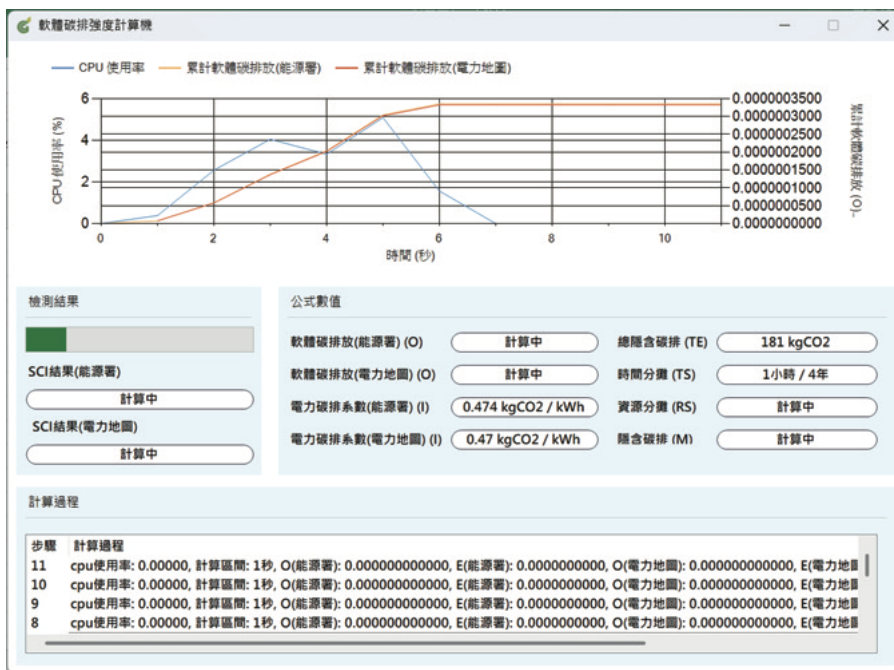 軟體碳排強度計算機
CPU 使用率 累計軟體碳排放(能源署) 累計軟體碳排放(電力地圖)
CPU 使用率 (%)
6
4
2
0
0 2 4 6 8 10
時間 (秒)
0.0000003500
0.0000003000
0.0000002500
0.0000002000
0.0000001500
0.0000001000
0.0000000500
0.0000000000
累計軟體碳排放 (O)-
檢測結果
SCI結果(能源署)
計算中
SCI結果(電力地圖)
計算中
公式數值
軟體碳排放(能源署) (O) 計算中 總隱含碳排 (TE) 181 kgCO2
軟體碳排放(電力地圖) (O) 計算中 時間分攤 (TS) 1小時 / 4年
電力碳排系數(能源署) (I) 0.474 kgCO2 / kWh 資源分攤 (RS) 計算中
電力碳排系數(電力地圖) (I) 0.47 kgCO2 / kWh 隱含碳排 (M) 計算中
計算過程
步驟 計算過程
11 cpu使用率: 0.00000, 計算區間: 1秒, O(能源署): 0.000000000000, E(能源署): 0.0000000000, O(電力地圖): 0.000000000000, E(電力地圖
10 cpu使用率: 0.00000, 計算區間: 1秒, O(能源署): 0.000000000000, E(能源署): 0.0000000000, O(電力地圖): 0.000000000000, E(電力地圖
9 cpu使用率: 0.00000, 計算區間: 1秒, O(能源署): 0.000000000000, E(能源署): 0.0000000000, O(電力地圖): 0.000000000000, E(電力地圖
8 cpu使用率: 0.00000, 計算區間: 1秒, O(能源署): 0.000000000000, E(能源署): 0.0000000000, O(電力地圖): 0.000000000000, E(電力地圖